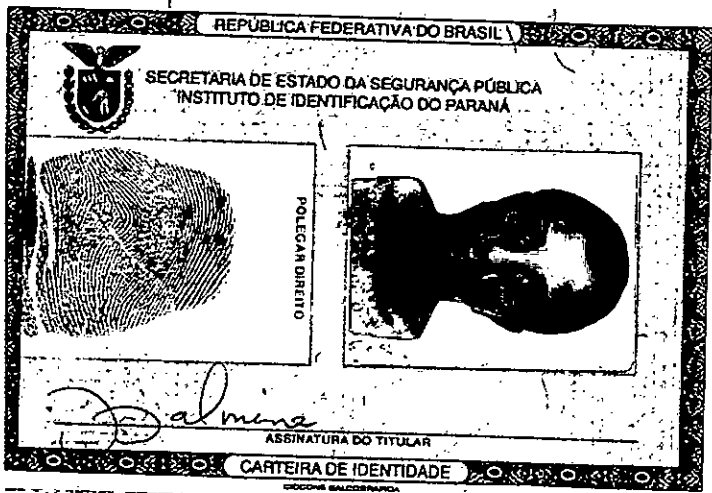 REPÚBLICA FEDERATIVA DO BRASIL
SECRETARIA DE ESTADO DA SEGURANÇA PÚBLICA
INSTITUTO DE IDENTIFICAÇÃO DO PARANÁ
POLEGAR DIREITO
ASSINATURA DO TITULAR
CARTEIRA DE IDENTIDADE